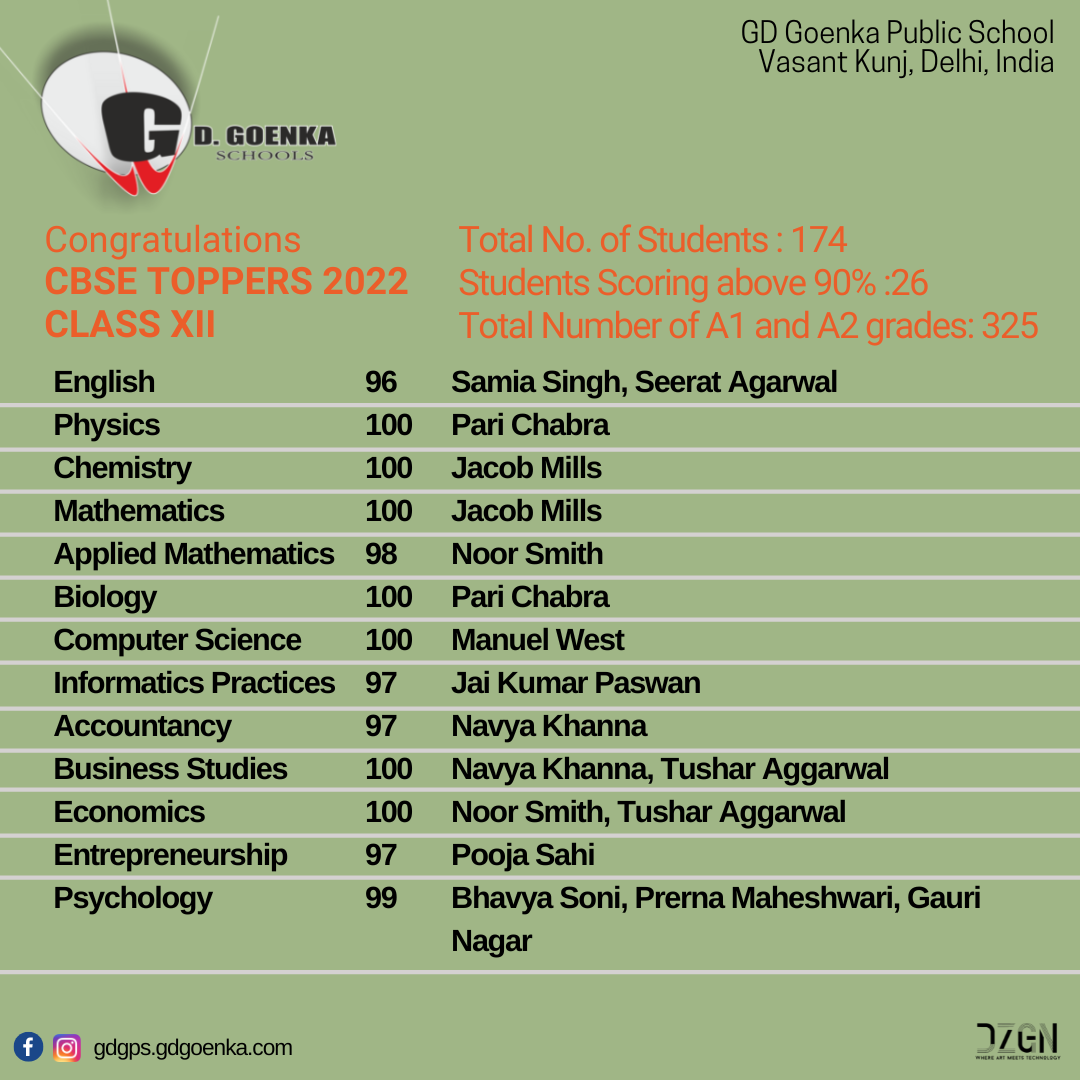 GD Goenka Public School
Vasant Kunj, Delhi, India
G D. GOENKA
SCHOOLS
Congratulations
CBSE TOPPERS 2022
CLASS XII
Total No. of Students : 174
Students Scoring above 90% :26
Total Number of A1 and A2 grades: 325
English 96 Samia Singh, Seerat Agarwal
Physics 100 Pari Chabra
Chemistry 100 Jacob Mills
Mathematics 100 Jacob Mills
Applied Mathematics 98 Noor Smith
Biology 100 Pari Chabra
Computer Science 100 Manuel West
Informatics Practices 97 Jai Kumar Paswan
Accountancy 97 Navya Khanna
Business Studies 100 Navya Khanna, Tushar Aggarwal
Economics 100 Noor Smith, Tushar Aggarwal
Entrepreneurship 97 Pooja Sahi
Psychology 99 Bhavya Soni, Prerna Maheshwari, Gauri
Nagar
gdgps.gdgoenka.com
DZGN
WHERE ART MEETS TECHNOLOGY